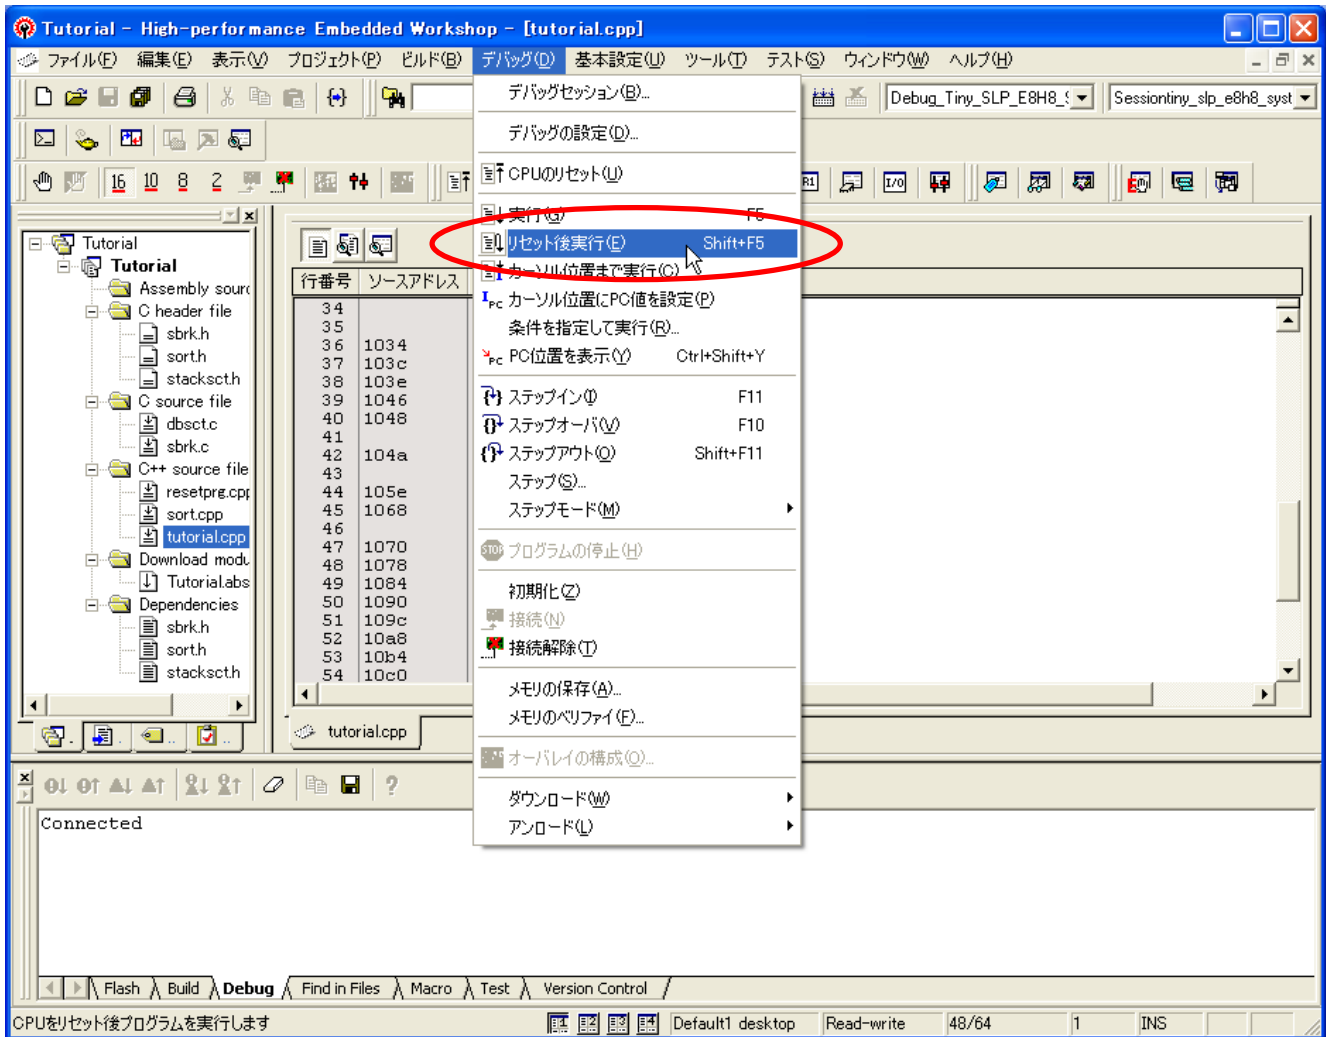 Tutorial - High-performance Embedded Workshop - [tutorial.cpp]
ファイル(F) 編集(E) 表示(V) プロジェクト(P) ビルド(B) デバッグ(D) 基本設定(U) ツール(T) テスト(S) ウィンドウ(W) ヘルプ(H)
Debug_Tiny_SLP_E8H8_ Sessiontiny_slp_e8h8_syst
16 10 8 2
デバッグセッション(B)...
デバッグの設定(D)...
CPUのリセット(U)
実行(G) F5
リセット後実行(E) Shift+F5
カーソル位置まで実行(C)
カーソル位置にPC値を設定(P)
条件を指定して実行(R)...
PC位置を表示(Y) Ctrl+Shift+Y
ステップイン(I) F11
ステップオーバ(V) F10
ステップアウト(O) Shift+F11
ステップ(S)...
ステップモード(M)
STOP プログラムの停止(H)
初期化(Z)
接続(N)
接続解除(T)
メモリの保存(A)...
メモリのベリファイ(F)...
オーバレイの構成(O)...
ダウンロード(W)
アンロード(L)
Tutorial
Tutorial
Assembly sourc
C header file
sbrk.h
sort.h
stacksct.h
C source file
dbsct.c
sbrk.c
C++ source file
resetprg.cpp
sort.cpp
tutorial.cpp
Download modu
Tutorial.abs
Dependencies
sbrk.h
sort.h
stacksct.h
行番号 ソースアドレス
34
35
36 1034
37 103c
38 103e
39 1046
40 1048
41
42 104a
43
44 105e
45 1068
46
47 1070
48 1078
49 1084
50 1090
51 109c
52 10a8
53 10b4
54 10c0
tutorial.cpp
Connected
Flash Build Debug Find in Files Macro Test Version Control
CPUをリセット後プログラムを実行します Default1 desktop Read-write 48/64 1 INS